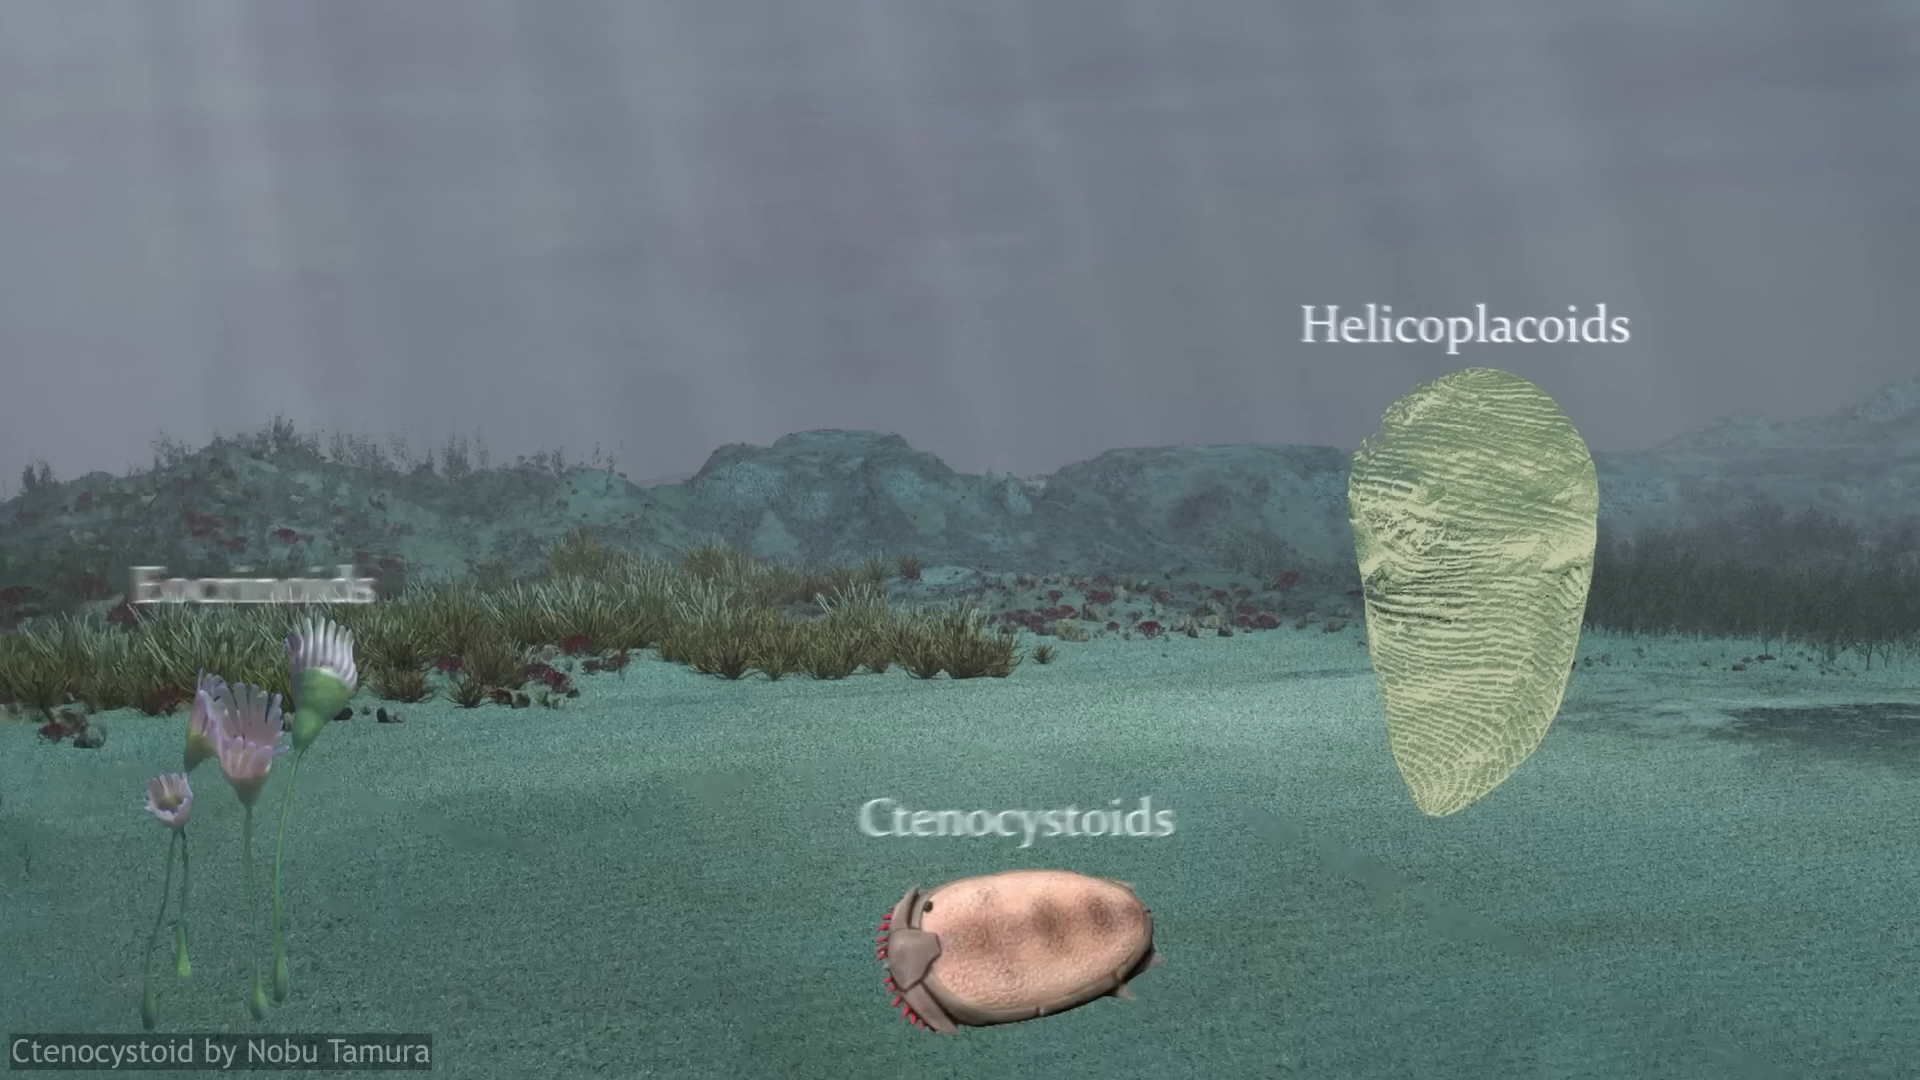 Helicoplacoids
Ctenocystoids
Ctenocystoid by Nobu Tamura